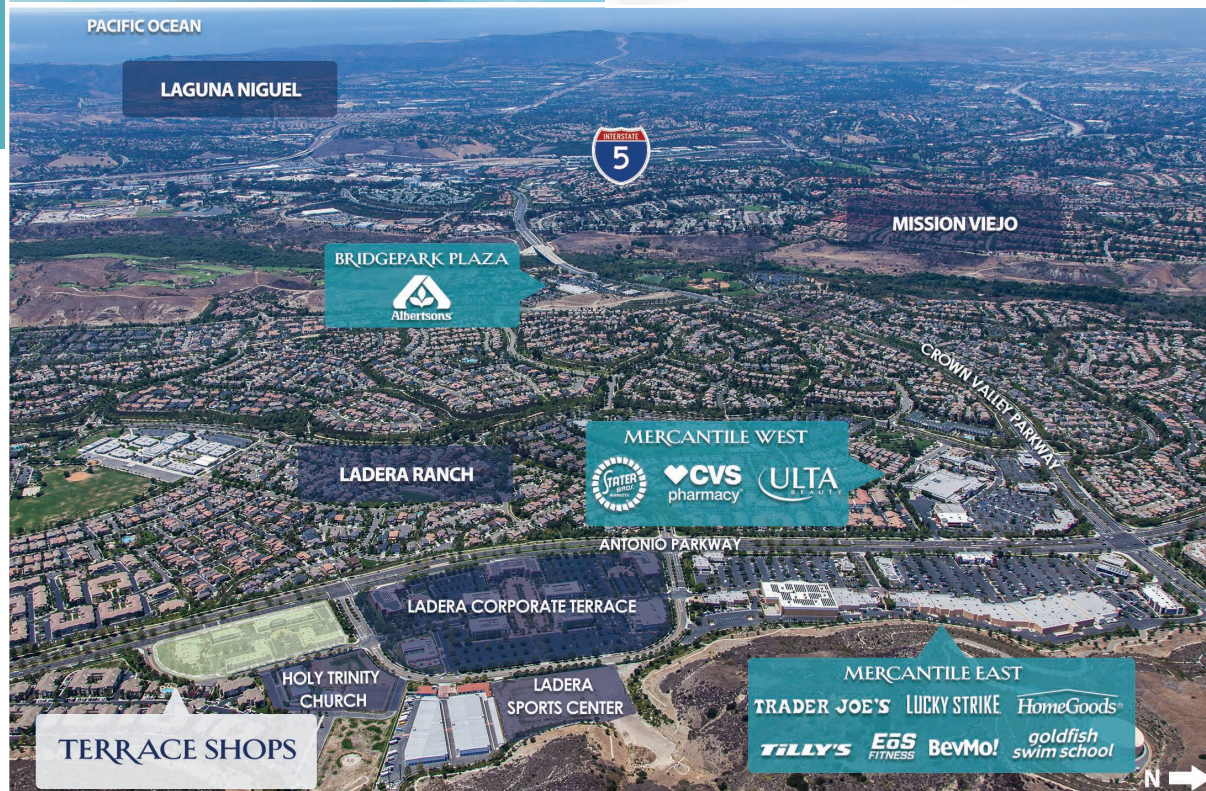 PACIFIC OCEAN
LAGUNA NIGUEL
INTERSTATE
5
MISSION VIEJO
BRIDGEPARK PLAZA
Albertsons
CROWN VALLEY PARKWAY
MERCANTILE WEST
STATER
BROS
MARKETS
CVS
pharmacy
ULTA
BEAUTY
LADERA RANCH
ANTONIO PARKWAY
LADERA CORPORATE TERRACE
HOLY TRINITY
CHURCH
LADERA
SPORTS CENTER
MERCANTILE EAST
TRADER JOE'S LUCKY STRIKE HomeGoods®
TiLLY'S EōS
FITNESS BevMo! goldfish
swim school
TERRACE SHOPS
N